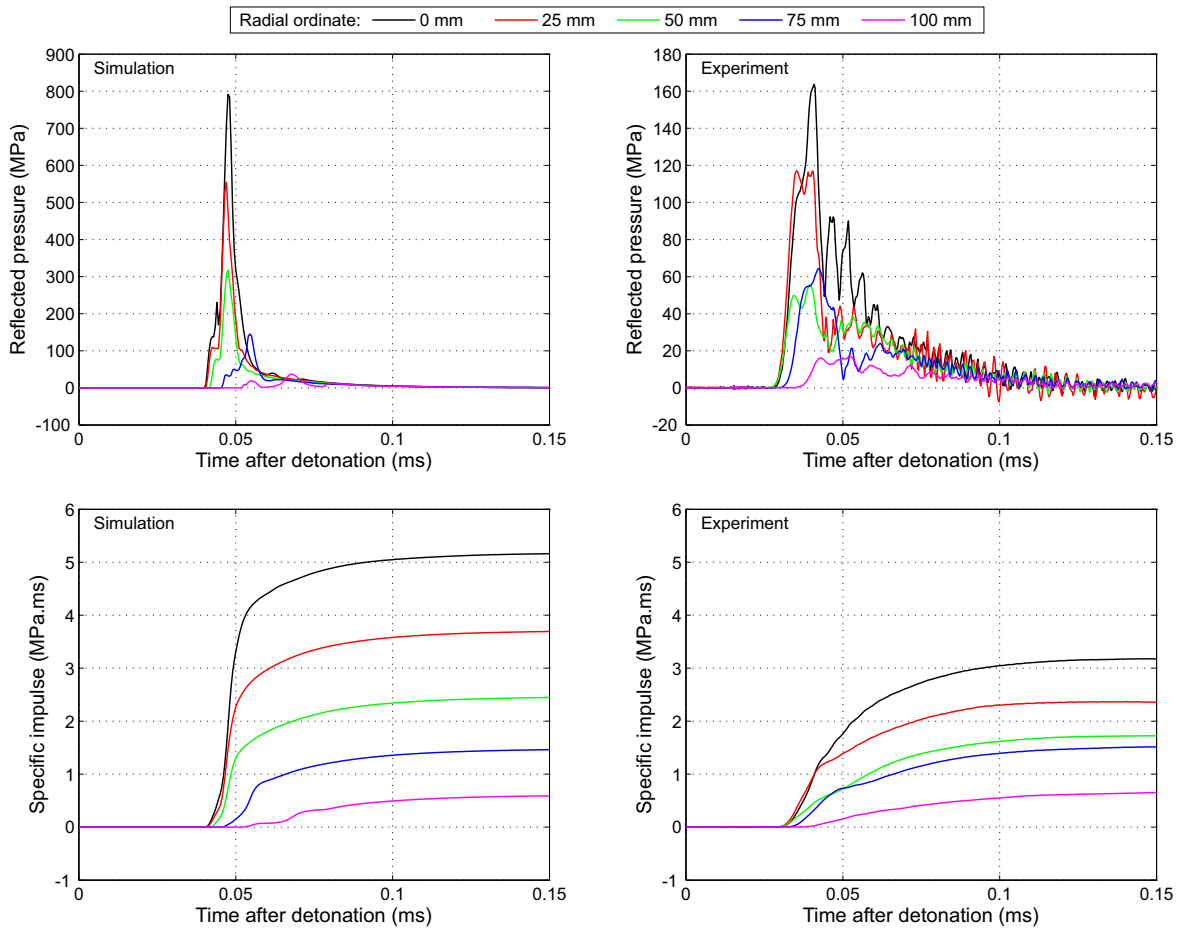 Radial ordinate: 0 mm 25 mm 50 mm 75 mm 100 mm
Simulation
Reflected pressure (MPa)
900
800
700
600
500
400
300
200
100
0
-100
0 0.05 0.1 0.15
Time after detonation (ms)
Experiment
Reflected pressure (MPa)
180
160
140
120
100
80
60
40
20
0
-20
0 0.05 0.1 0.15
Time after detonation (ms)
Simulation
Specific impulse (MPa.ms)
6
5
4
3
2
1
0
-1
0 0.05 0.1 0.15
Time after detonation (ms)
Experiment
Specific impulse (MPa.ms)
6
5
4
3
2
1
0
-1
0 0.05 0.1 0.15
Time after detonation (ms)